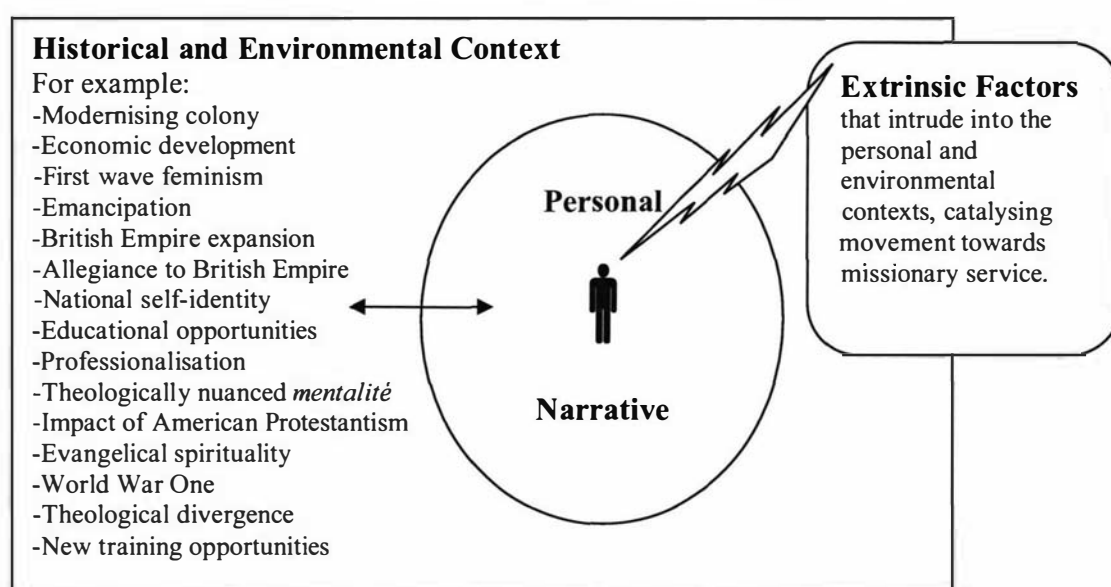 Historical and Environmental Context
For example:
-Modernising colony
-Economic development
-First wave feminism
-Emancipation
-British Empire expansion
-Allegiance to British Empire
-National self-identity
-Educational opportunities
-Professionalisation
-Theologically nuanced mentalité
-Impact of American Protestantism
-Evangelical spirituality
-World War One
-Theological divergence
-New training opportunities
Personal
Narrative
Extrinsic Factors
that intrude into the
personal and
environmental
contexts, catalysing
movement towards
missionary service.